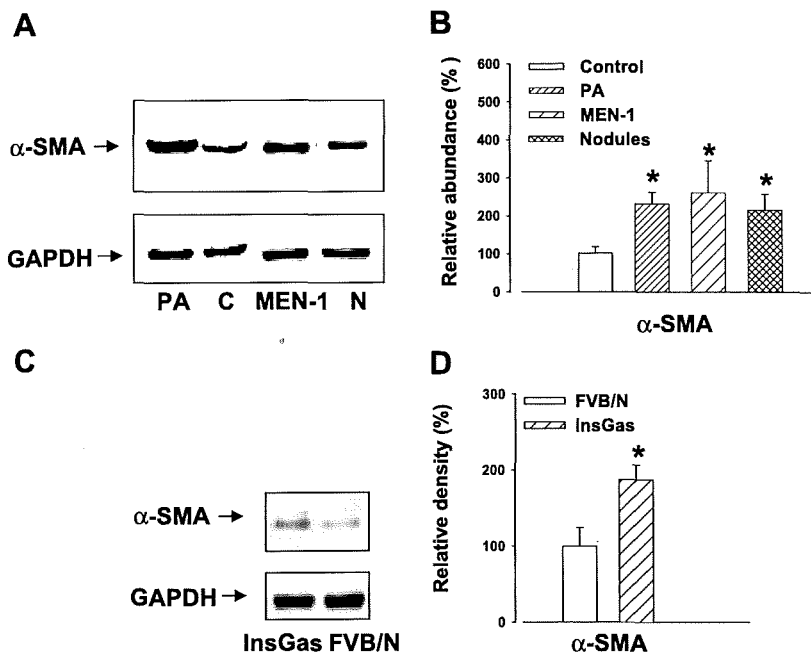 A
α-SMA →
GAPDH →
PA C MEN-1 N
B
Relative abundance (%)
600
500
400
300
200
100
0
Control
PA
MEN-1
Nodules
*
*
*
α-SMA
C
α-SMA →
GAPDH →
InsGas FVB/N
D
Relative density (%)
300
200
100
0
FVB/N
InsGas
*
α-SMA